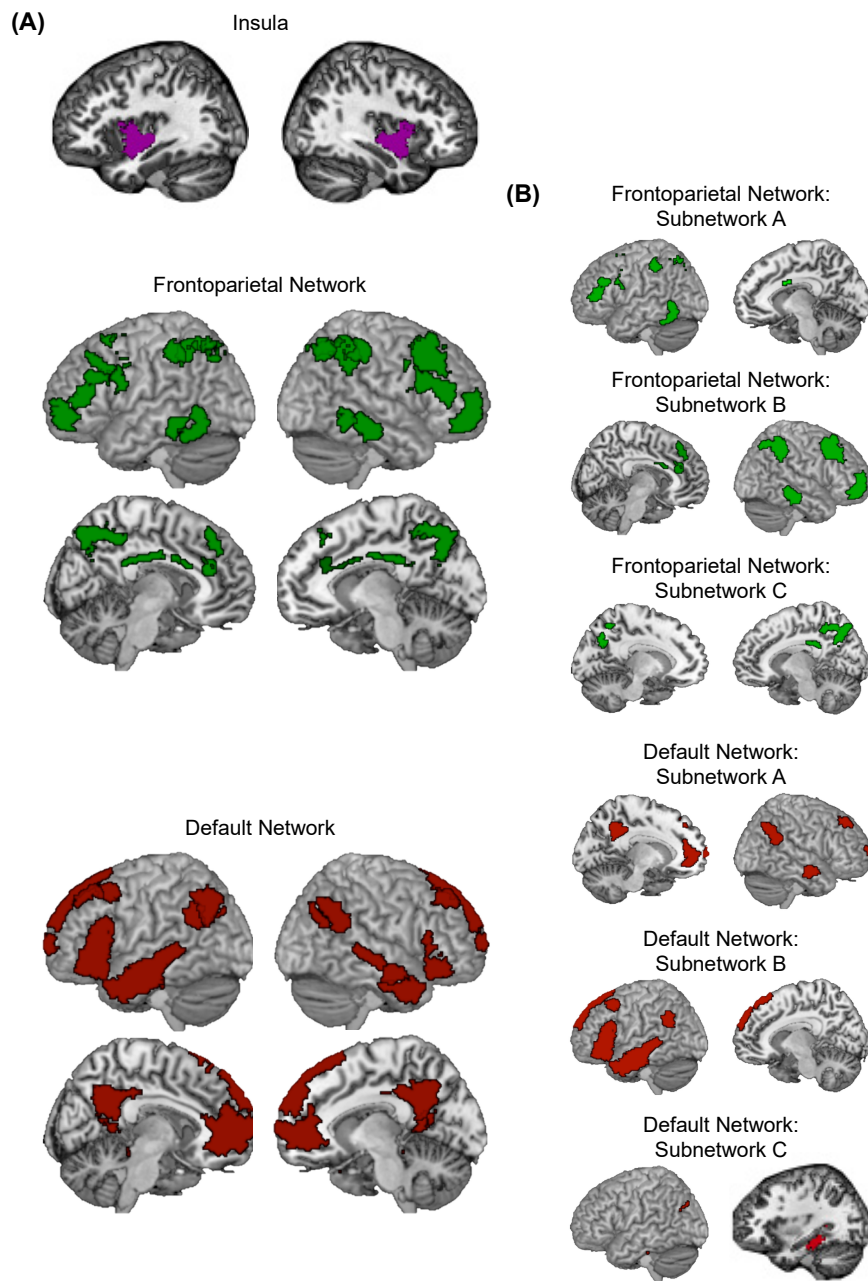 (A)
Insula
Frontoparietal Network
Default Network
(B)
Frontoparietal Network:
Subnetwork A
Frontoparietal Network:
Subnetwork B
Frontoparietal Network:
Subnetwork C
Default Network:
Subnetwork A
Default Network:
Subnetwork B
Default Network:
Subnetwork C